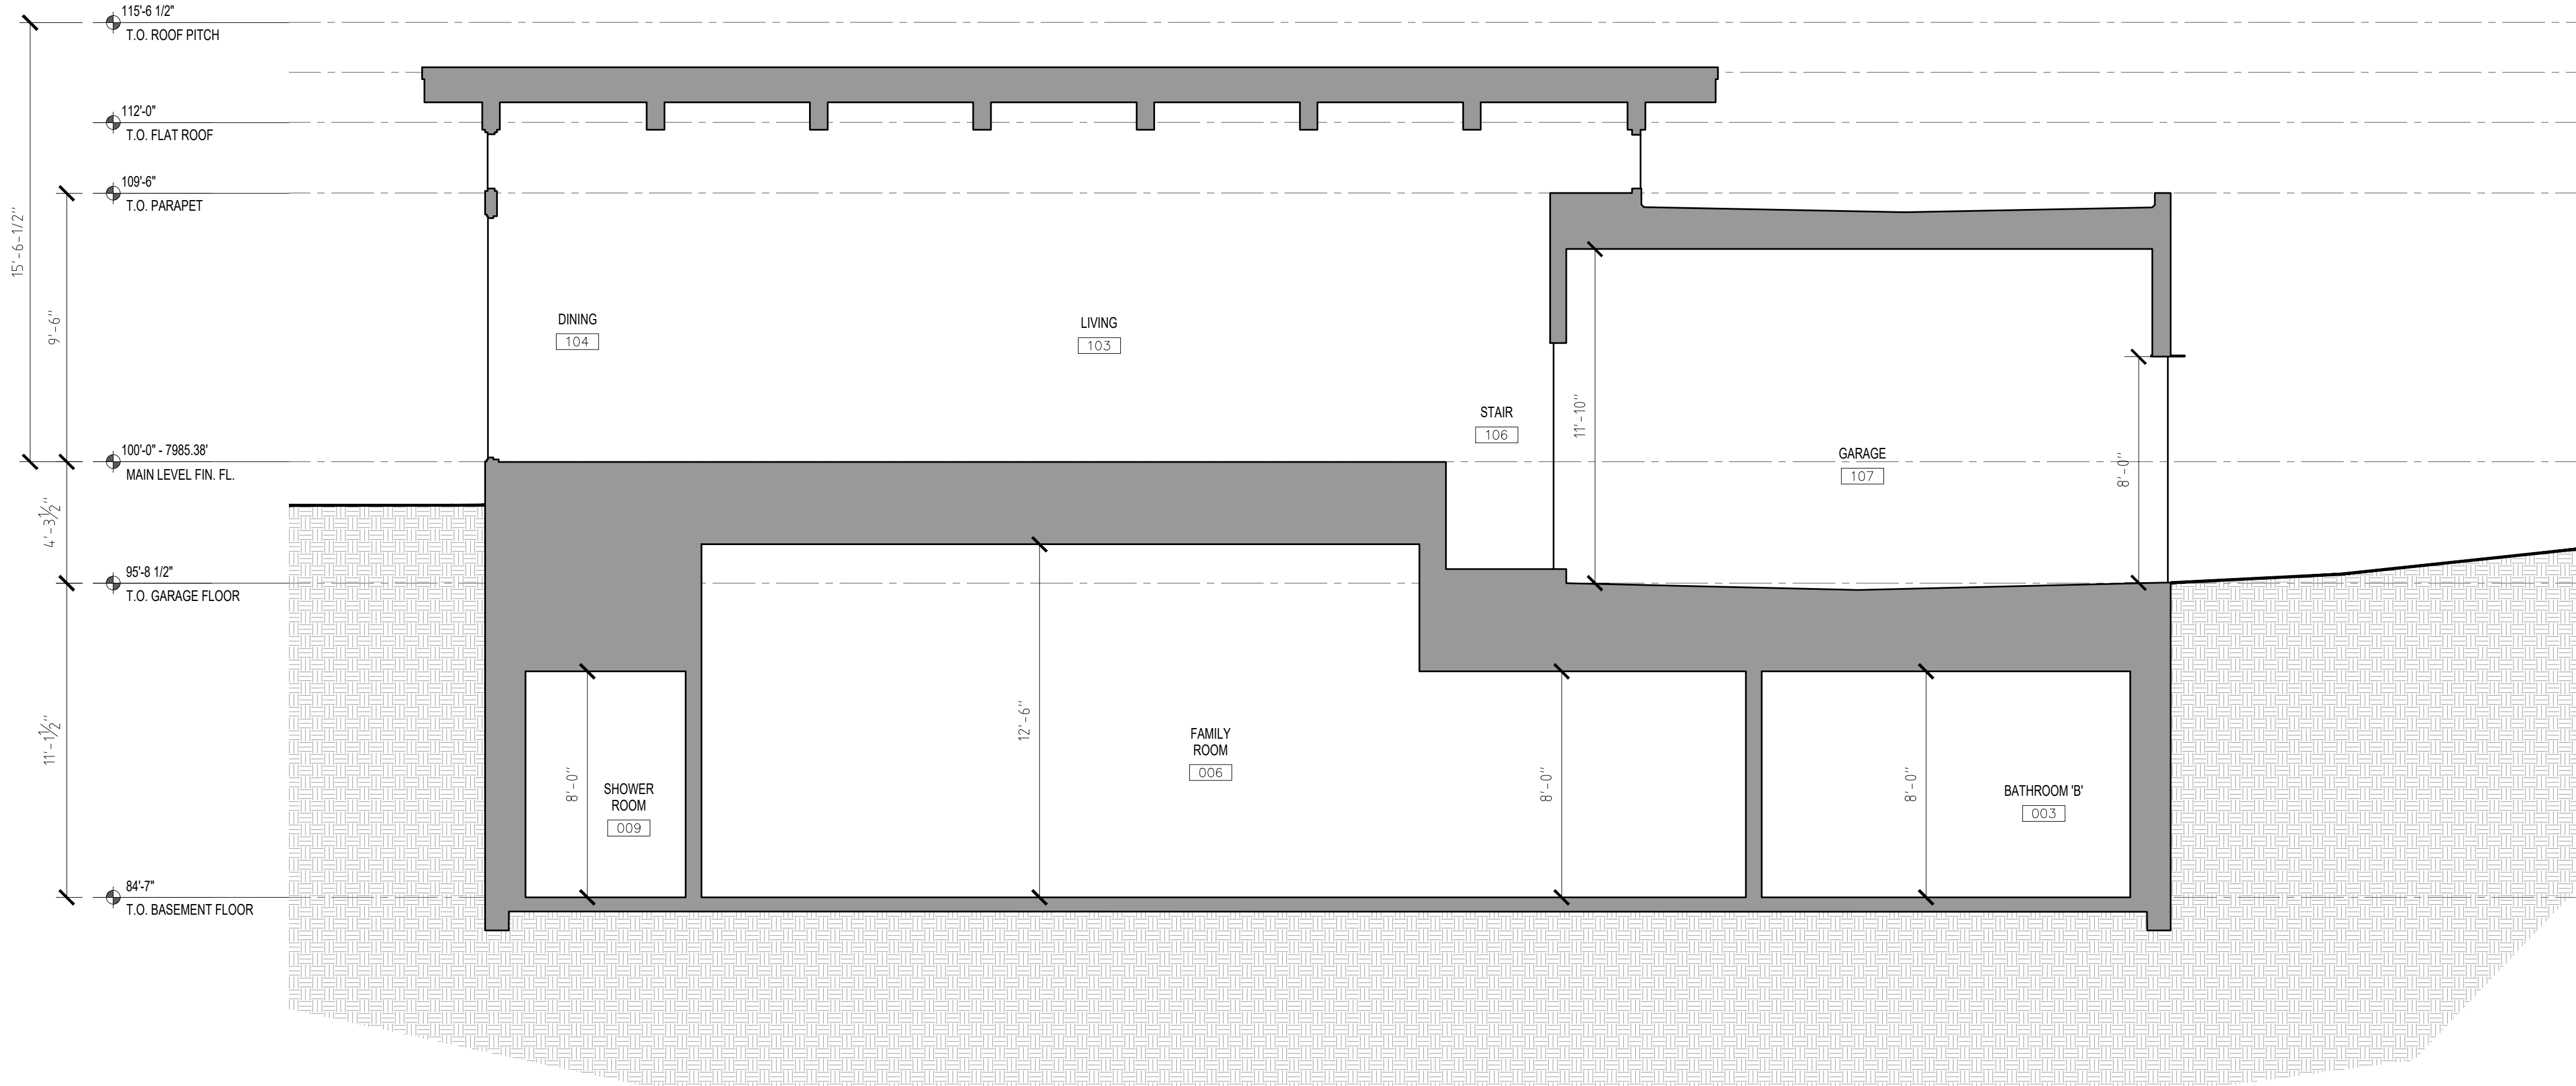 115'-6 1/2"
T.O. ROOF PITCH
112'-0"
T.O. FLAT ROOF
109'-6"
T.O. PARAPET
15'-6-1/2"
9'-6"
DINING
104
LIVING
103
STAIR
106
11'-10"
GARAGE
107
8'-0"
100'-0" - 7985.38'
MAIN LEVEL FIN. FL.
4'-3½"
95'-8 1/2"
T.O. GARAGE FLOOR
11'-1½"
12'-6"
FAMILY
ROOM
006
8'-0"
SHOWER
ROOM
009
8'-0"
8'-0"
BATHROOM 'B'
003
84'-7"
T.O. BASEMENT FLOOR